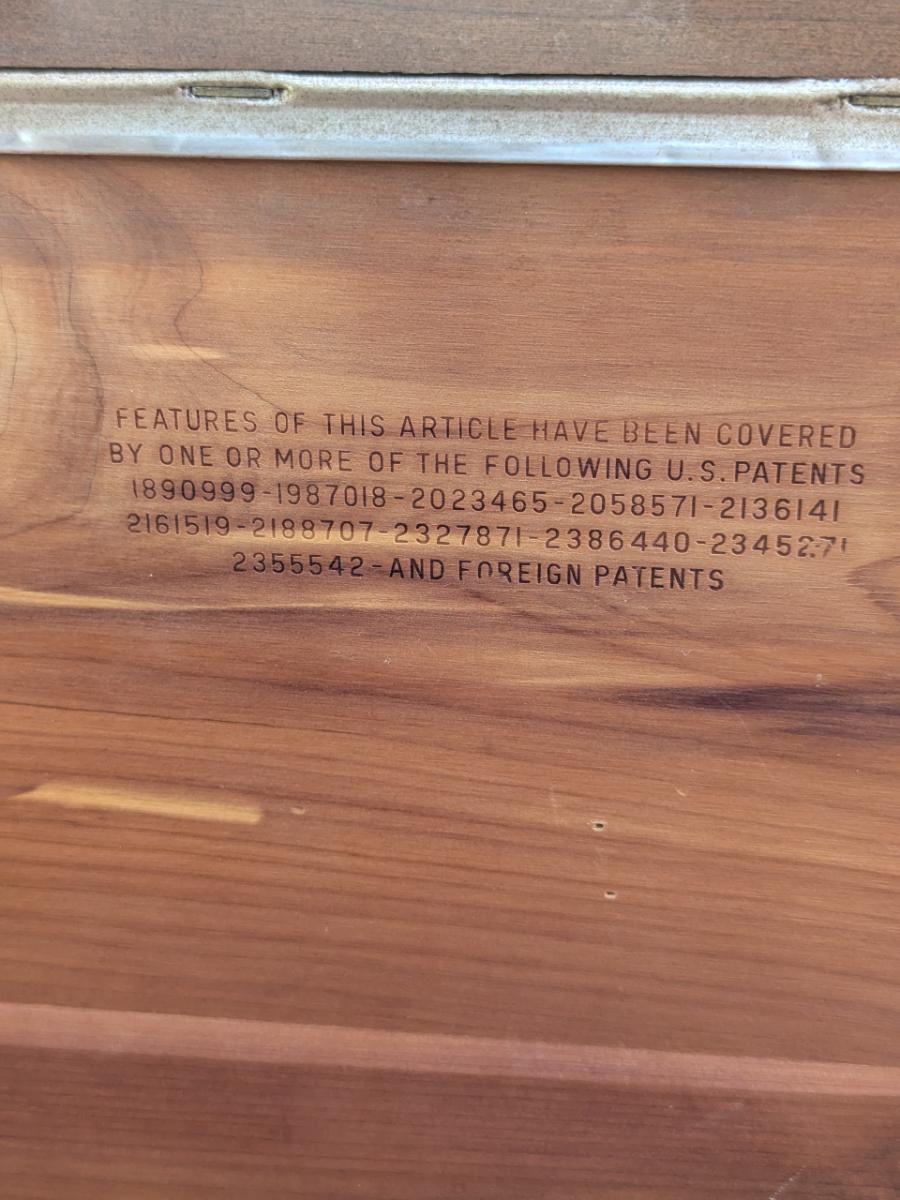 FEATURES OF THIS ARTICLE HAVE BEEN COVERED
BY ONE OR MORE OF THE FOLLOWING U.S. PATENTS
1890999-1987018-2023465-2058571-2136141
2161519-2188707-2327871-2386440-2345271
2355542-AND FOREIGN PATENTS